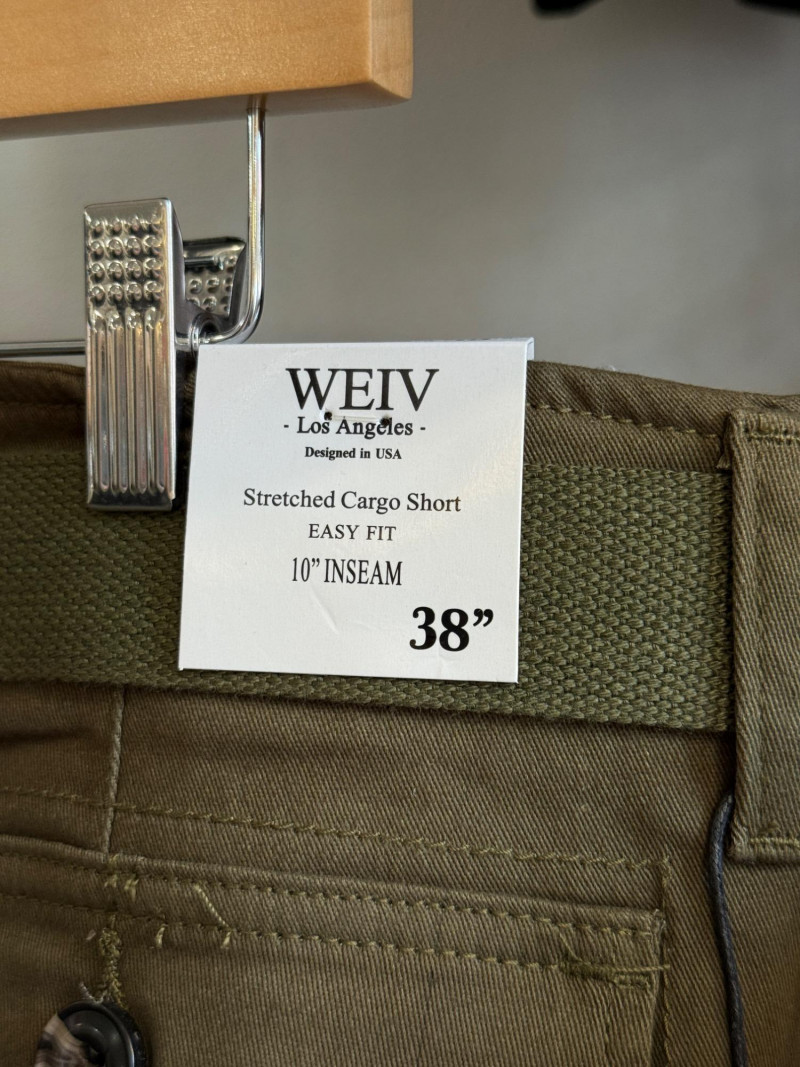 WEIV
- Los Angeles -
Designed in USA
Stretched Cargo Short
EASY FIT
10” INSEAM
38”